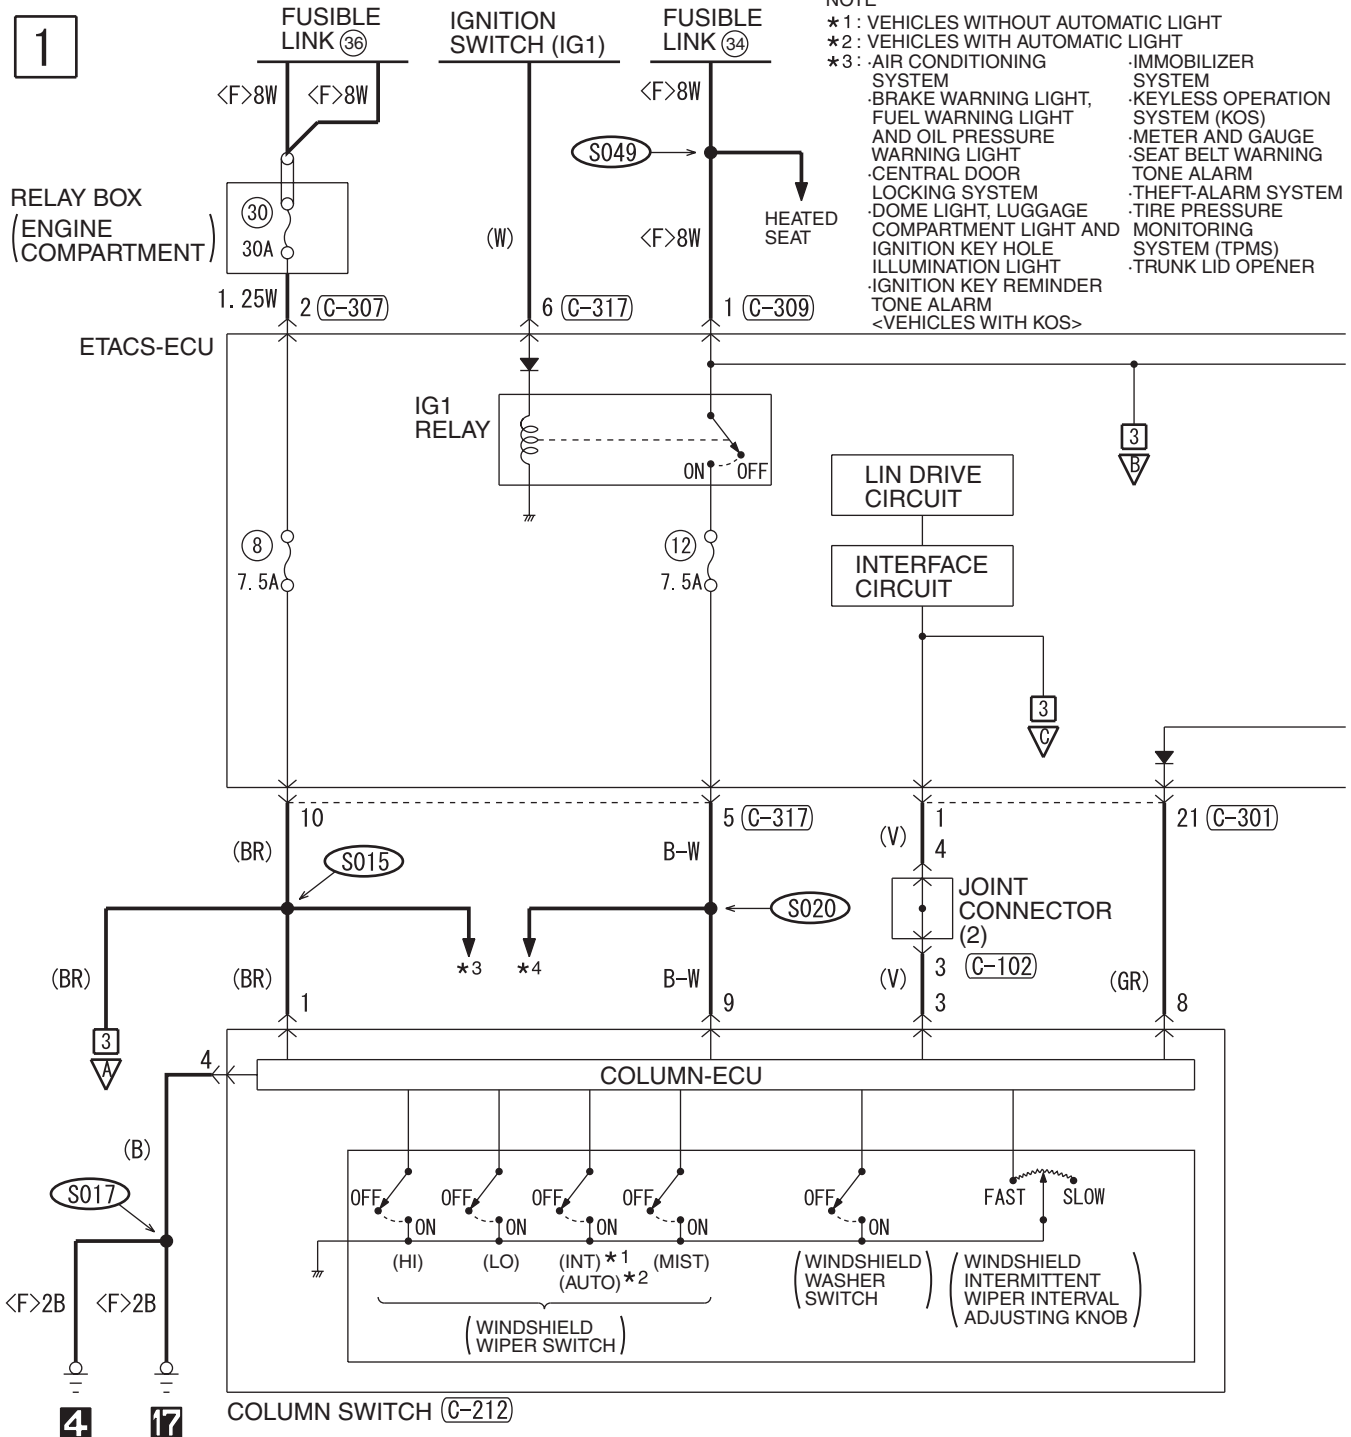 1
FUSIBLE
LINK 36
IGNITION
SWITCH (IG1)
FUSIBLE
LINK 34
*1: VEHICLES WITHOUT AUTOMATIC LIGHT
*2: VEHICLES WITH AUTOMATIC LIGHT
*3: ·AIR CONDITIONING
SYSTEM
·BRAKE WARNING LIGHT,
FUEL WARNING LIGHT
AND OIL PRESSURE
WARNING LIGHT
·CENTRAL DOOR
LOCKING SYSTEM
·DOME LIGHT, LUGGAGE
COMPARTMENT LIGHT AND
IGNITION KEY HOLE
ILLUMINATION LIGHT
·IGNITION KEY REMINDER
TONE ALARM
<VEHICLES WITH KOS>
·IMMOBILIZER
SYSTEM
·KEYLESS OPERATION
SYSTEM (KOS)
·METER AND GAUGE
·SEAT BELT WARNING
TONE ALARM
·THEFT-ALARM SYSTEM
·TIRE PRESSURE
MONITORING
SYSTEM (TPMS)
·TRUNK LID OPENER
<F>8W <F>8W
<F>8W
S049
HEATED
SEAT
RELAY BOX
(ENGINE
COMPARTMENT)
30
30A
(W)
<F>8W
1.25W
2 C-307
6 C-317
1 C-309
ETACS-ECU
IG1
RELAY
ON OFF
3
B
LIN DRIVE
CIRCUIT
INTERFACE
CIRCUIT
8
7.5A
12
7.5A
3
C
10
5 C-317
1
21 C-301
(BR)
S015
B-W
(V)
4
S020
JOINT
CONNECTOR
(2)
*3
*4
3 C-102
(BR)
(BR)
B-W
(V)
(GR)
1
9
3
8
3
A
4
COLUMN-ECU
(B)
S017
OFF ON
OFF ON
OFF ON
OFF ON
OFF ON
FAST SLOW
(HI)
(LO)
(INT)*1
(AUTO)*2
(MIST)
(WINDSHIELD
WIPER SWITCH)
(WINDSHIELD
WASHER
SWITCH)
(WINDSHIELD
INTERMITTENT
WIPER INTERVAL
ADJUSTING KNOB)
<F>2B <F>2B
4
17
COLUMN SWITCH C-212